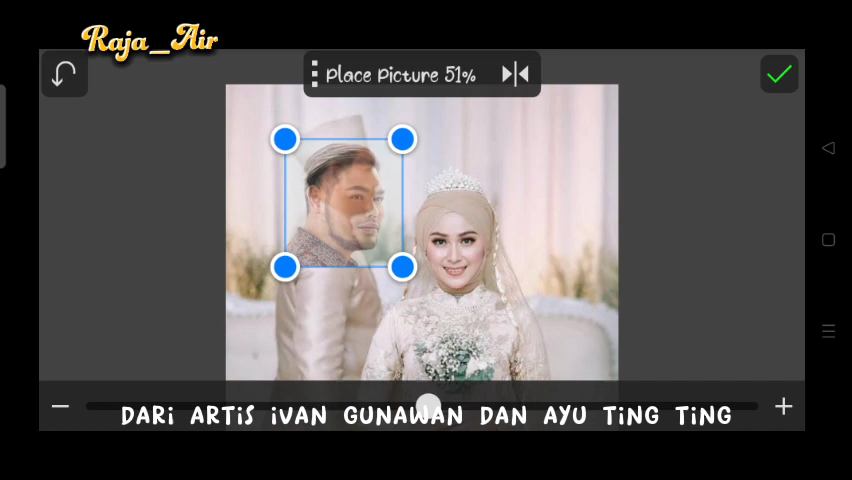 Raja_Air
Place Picture 51%
DARI ARTIS IVAN GUNAWAN DAN AYU TING TING